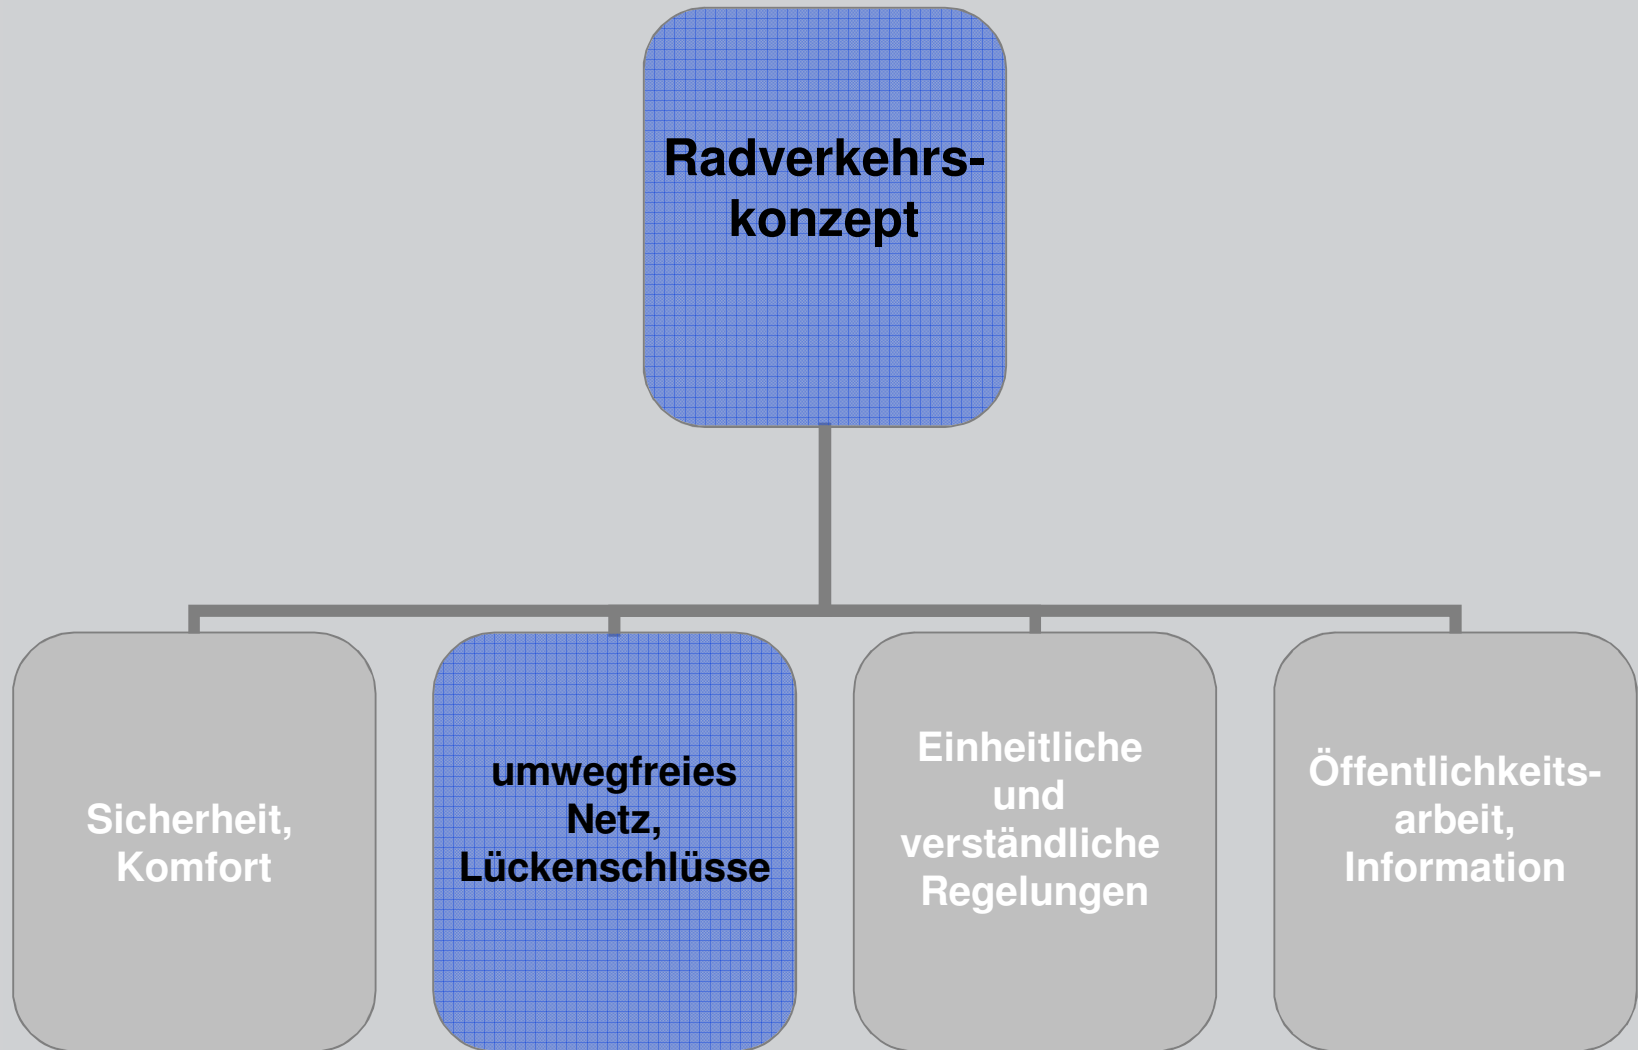 Radverkehrs-
konzept
Sicherheit,
Komfort
umwegfreies
Netz,
Lückenschlüsse
Einheitliche
und
verständliche
Regelungen
Öffentlichkeits-
arbeit,
Information